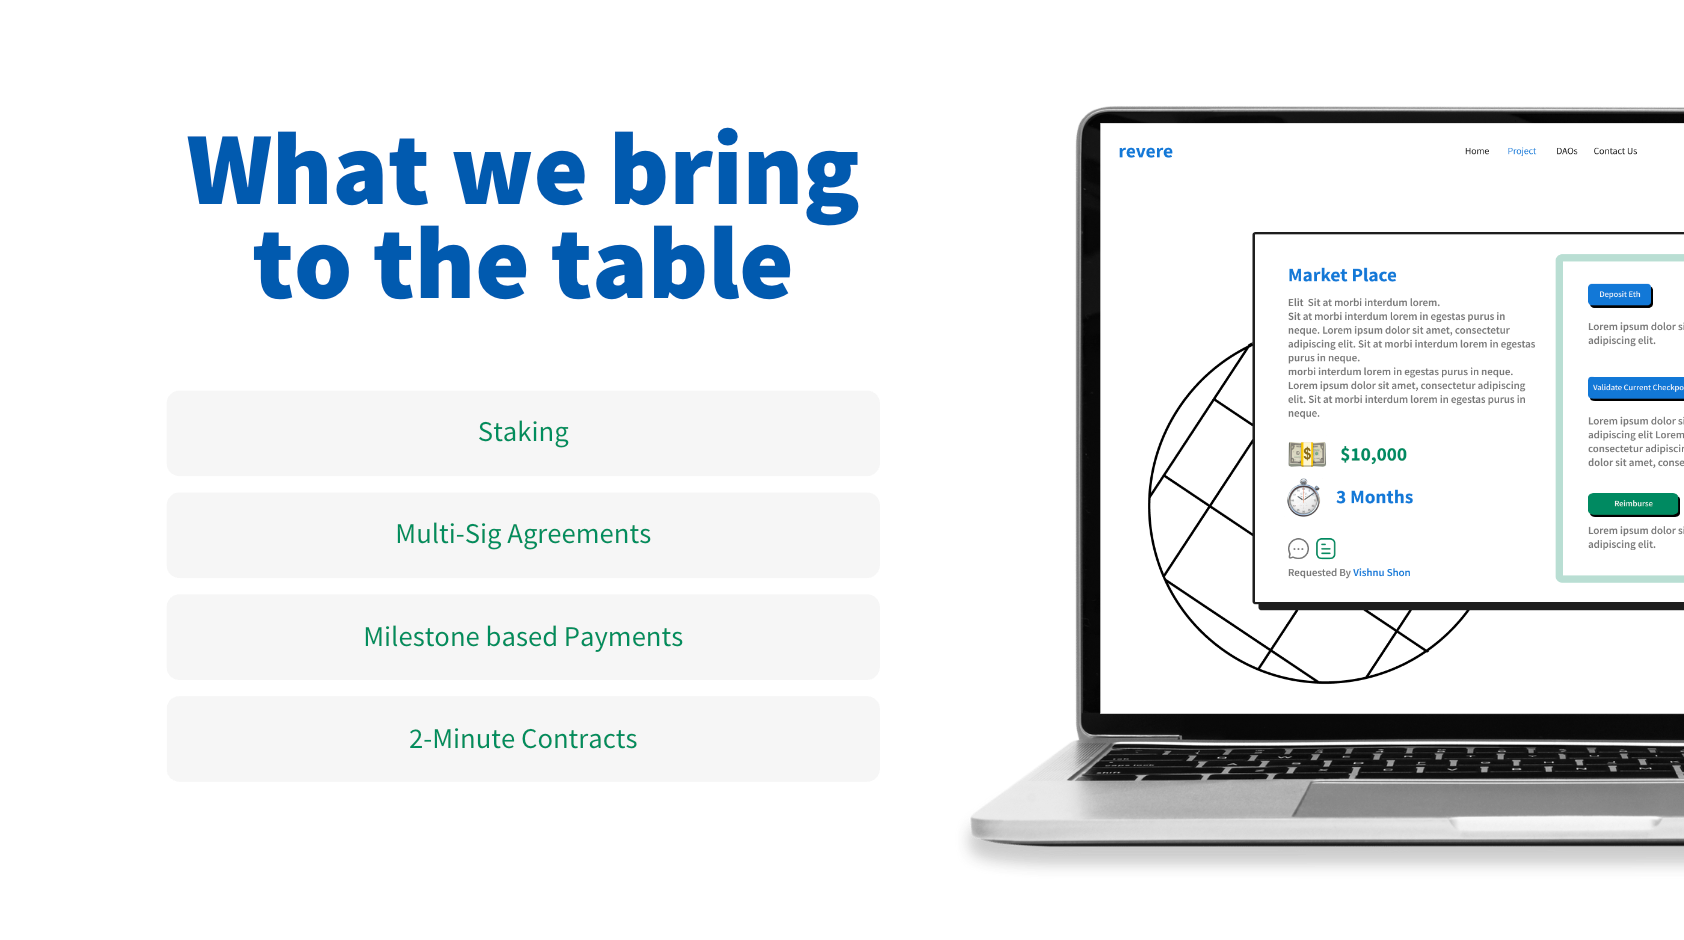 What we bring
to the table
Staking
Multi-Sig Agreements
Milestone based Payments
2-Minute Contracts
revere
Home Project DAOs Contact Us
Market Place
Elit Sit at morbi interdum lorem.
Sit at morbi interdum lorem in egestas purus in
neque. Lorem ipsum dolor sit amet, consectetur
adipiscing elit. Sit at morbi interdum lorem in egestas
purus in neque.
morbi interdum lorem in egestas purus in neque.
Lorem ipsum dolor sit amet, consectetur adipiscing
elit. Sit at morbi interdum lorem in egestas purus in
neque.
$10,000
3 Months
Requested By Vishnu Shon
Deposit Eth
Lorem ipsum dolor si
adipiscing elit.
Validate Current Checkpo
Lorem ipsum dolor si
adipiscing elit Lorem
consectetur adipiscin
dolor sit amet, conse
Reimburse
Lorem ipsum dolor si
adipiscing elit.
caps lock
shift